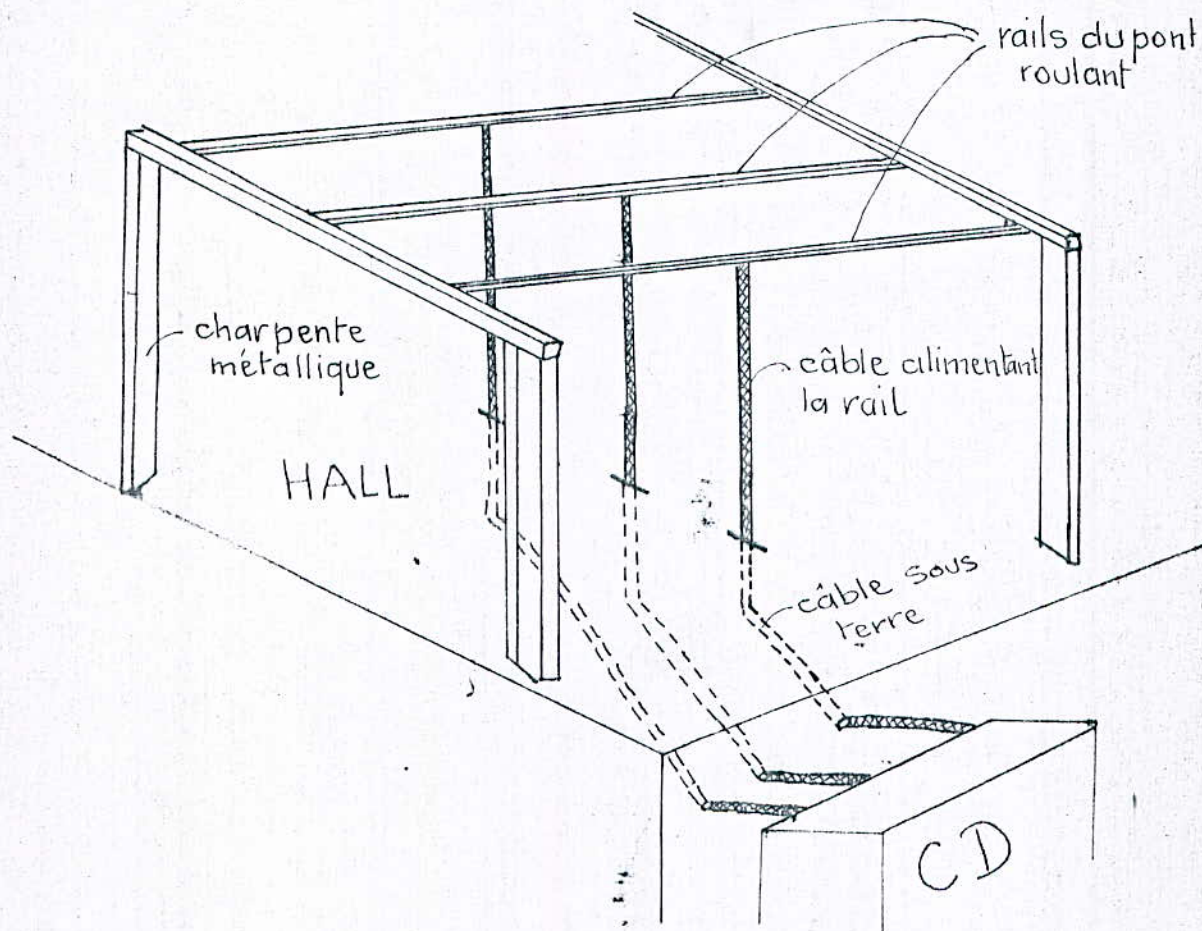 rails du pont
roulant
charpente
métallique
HALL
câble alimentant
la rail
câble sous
terre
CD